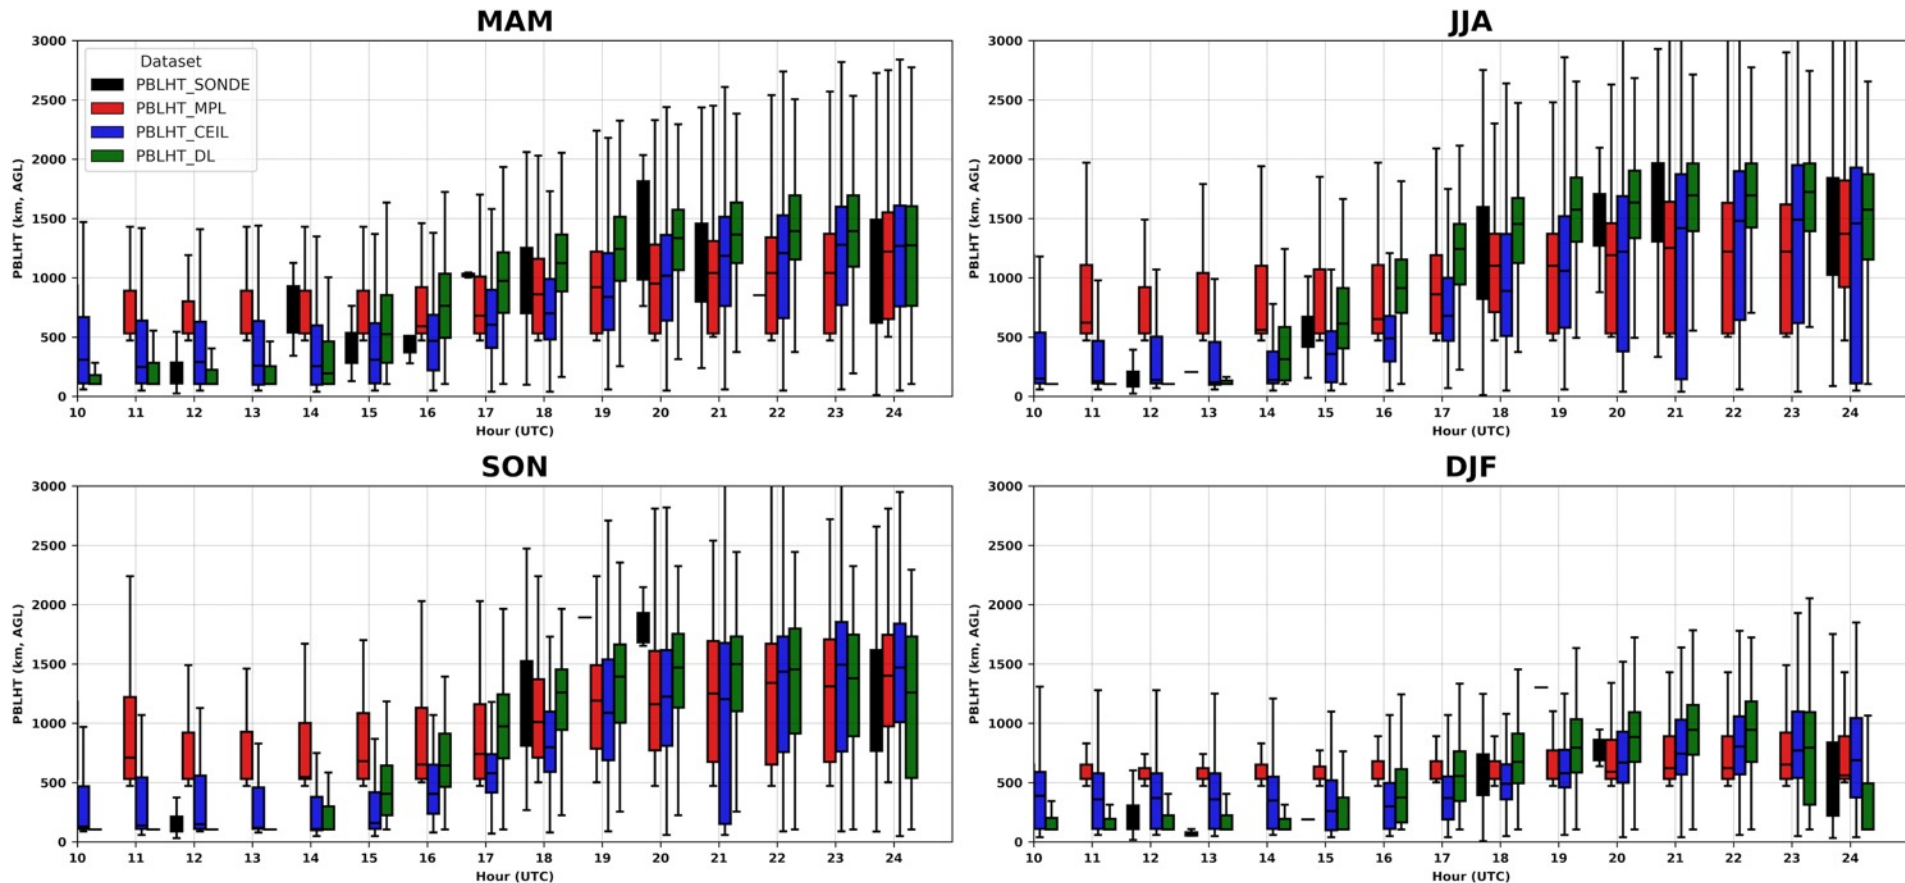 MAM
3000
2500
2000
1500
1000
500
0
PBLHT (km, AGL)
Dataset
PBLHT_SONDE
PBLHT_MPL
PBLHT_CEIL
PBLHT_DL
10 11 12 13 14 15 16 17 18 19 20 21 22 23 24
Hour (UTC)
JJA
3000
2500
2000
1500
1000
500
0
PBLHT (km, AGL)
10 11 12 13 14 15 16 17 18 19 20 21 22 23 24
Hour (UTC)
SON
3000
2500
2000
1500
1000
500
0
PBLHT (km, AGL)
10 11 12 13 14 15 16 17 18 19 20 21 22 23 24
Hour (UTC)
DJF
3000
2500
2000
1500
1000
500
0
PBLHT (km, AGL)
10 11 12 13 14 15 16 17 18 19 20 21 22 23 24
Hour (UTC)